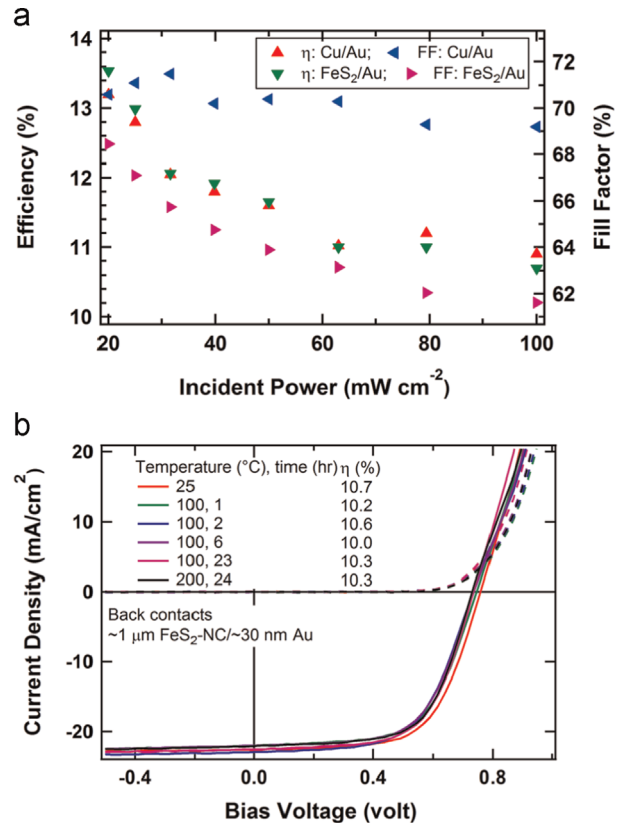 a
η: Cu/Au; FF: Cu/Au
η: FeS₂/Au; FF: FeS₂/Au
14
13
12
11
10
Efficiency (%)
72
70
68
66
64
62
Fill Factor (%)
20 40 60 80 100
Incident Power (mW cm⁻²)
b
Temperature (°C), time (hr) η (%)
25 10.7
100, 1 10.2
100, 2 10.6
100, 6 10.0
100, 23 10.3
200, 24 10.3
Back contacts
~1 μm FeS₂-NC/~30 nm Au
20
10
0
-10
-20
Current Density (mA/cm²)
-0.4 0.0 0.4 0.8
Bias Voltage (volt)